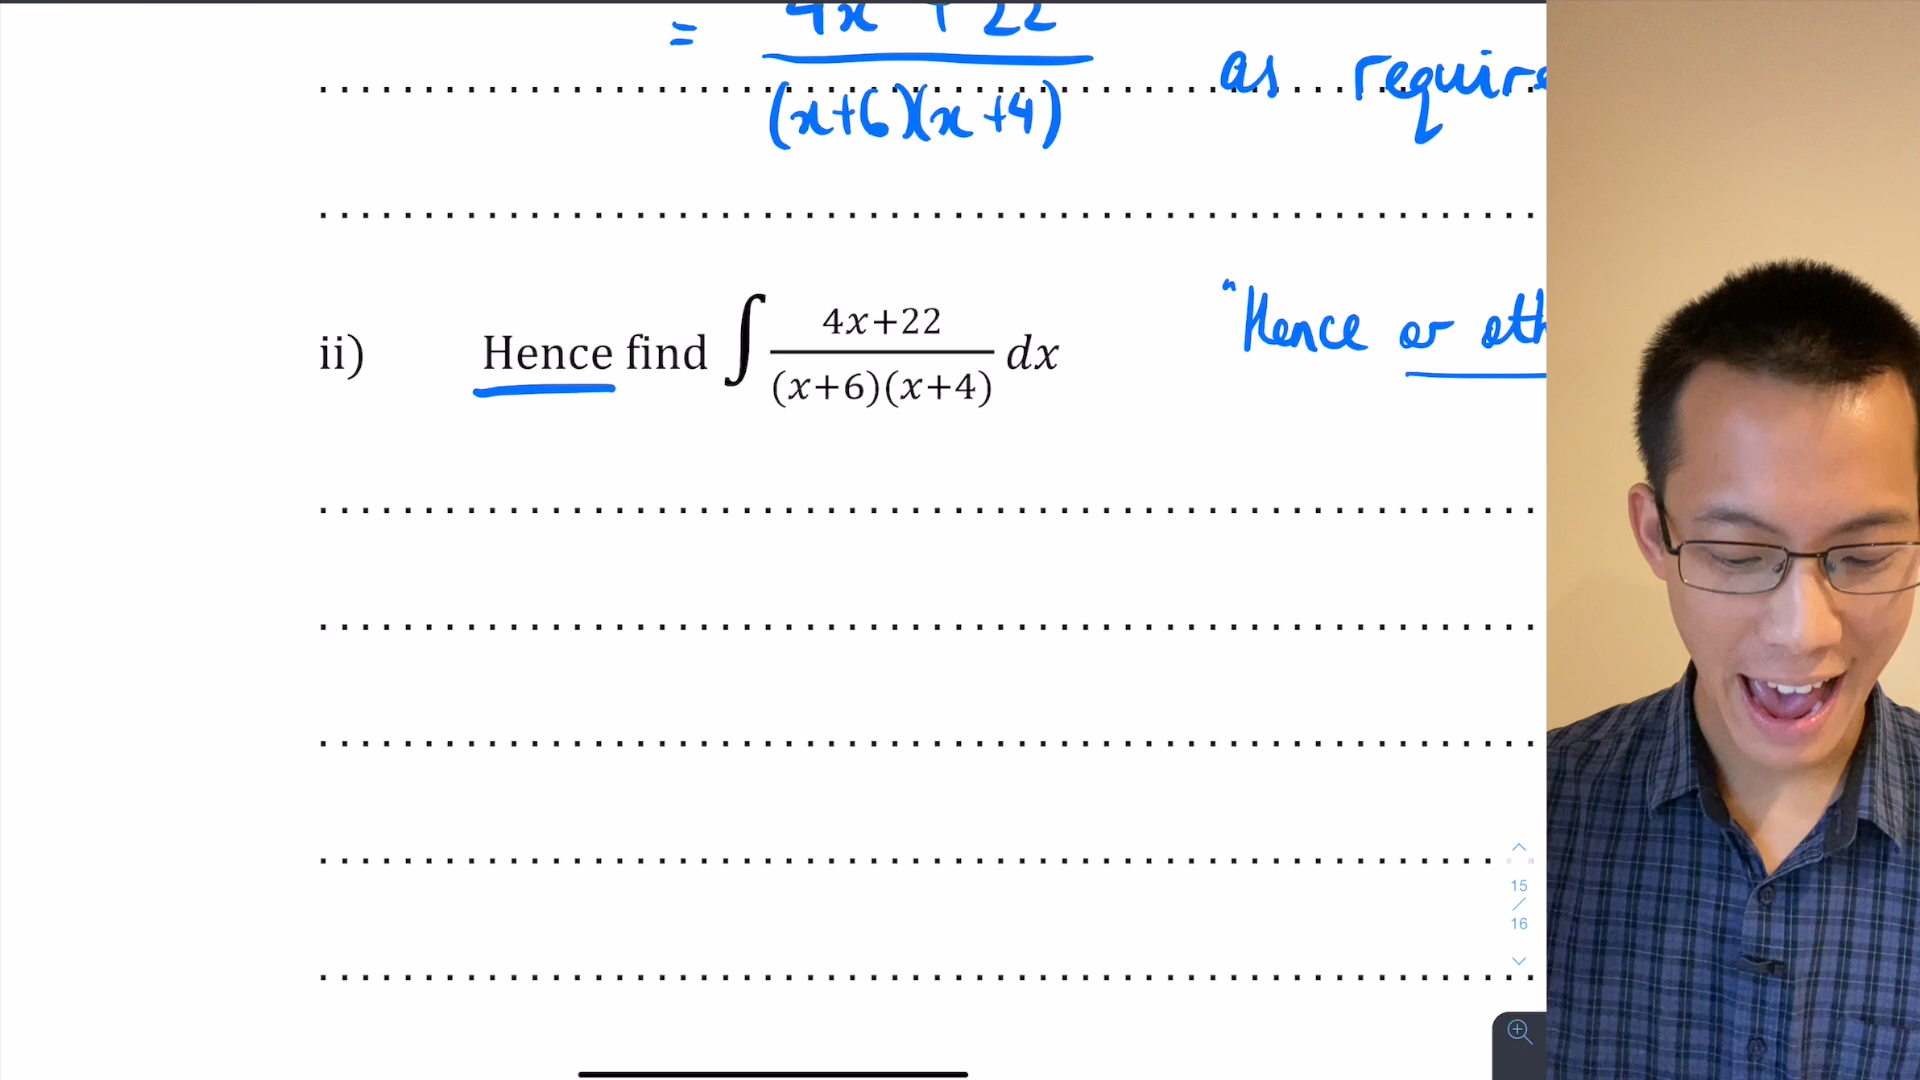 = 4x + 22
(x+6)(x+4)
as require
ii) Hence find ∫ 4x+22 / (x+6)(x+4) dx
"Hence or oth
15
/
16